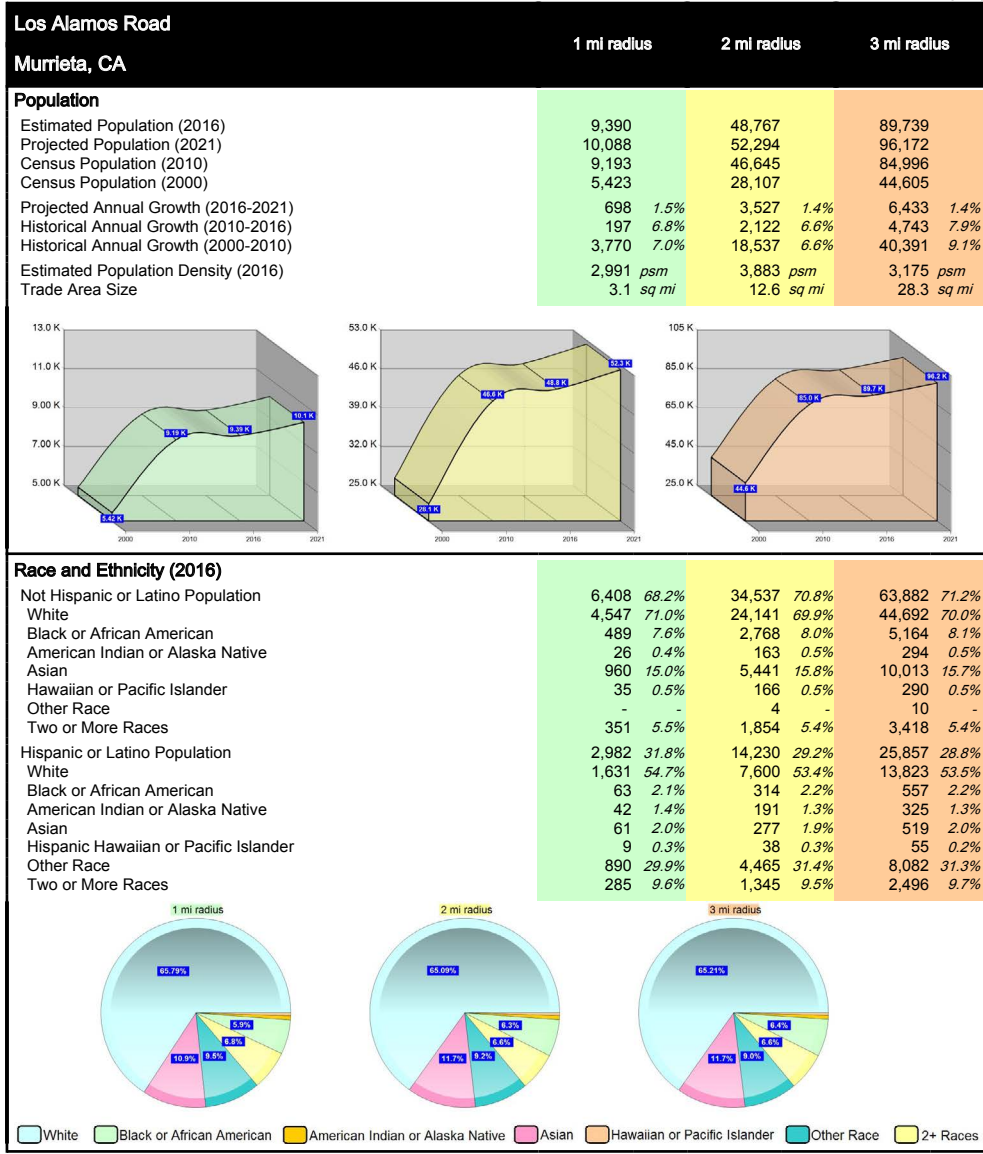 Los Alamos Road
Murrieta, CA
1 mi radius 2 mi radius 3 mi radius
Population
Estimated Population (2016) 9,390 48,767 89,739
Projected Population (2021) 10,088 52,294 96,172
Census Population (2010) 9,193 46,645 84,996
Census Population (2000) 5,423 28,107 44,605
Projected Annual Growth (2016-2021) 698 1.5% 3,527 1.4% 6,433 1.4%
Historical Annual Growth (2010-2016) 197 6.8% 2,122 6.6% 4,743 7.9%
Historical Annual Growth (2000-2010) 3,770 7.0% 18,537 6.6% 40,391 9.1%
Estimated Population Density (2016) 2,991 psm 3,883 psm 3,175 psm
Trade Area Size 3.1 sq mi 12.6 sq mi 28.3 sq mi
13.0 K
11.0 K
9.00 K
7.00 K
5.00 K
5.42 K
9.19 K
9.39 K
10.1 K
2000 2010 2016 2021
53.0 K
46.0 K
39.0 K
32.0 K
25.0 K
28.1 K
46.6 K
48.8 K
52.3 K
2000 2010 2016 2021
105 K
85.0 K
65.0 K
45.0 K
25.0 K
44.6 K
85.0 K
89.7 K
96.2 K
2000 2010 2016 2021
Race and Ethnicity (2016)
Not Hispanic or Latino Population 6,408 68.2% 34,537 70.8% 63,882 71.2%
White 4,547 71.0% 24,141 69.9% 44,692 70.0%
Black or African American 489 7.6% 2,768 8.0% 5,164 8.1%
American Indian or Alaska Native 26 0.4% 163 0.5% 294 0.5%
Asian 960 15.0% 5,441 15.8% 10,013 15.7%
Hawaiian or Pacific Islander 35 0.5% 166 0.5% 290 0.5%
Other Race - - 4 - 10 -
Two or More Races 351 5.5% 1,854 5.4% 3,418 5.4%
Hispanic or Latino Population 2,982 31.8% 14,230 29.2% 25,857 28.8%
White 1,631 54.7% 7,600 53.4% 13,823 53.5%
Black or African American 63 2.1% 314 2.2% 557 2.2%
American Indian or Alaska Native 42 1.4% 191 1.3% 325 1.3%
Asian 61 2.0% 277 1.9% 519 2.0%
Hispanic Hawaiian or Pacific Islander 9 0.3% 38 0.3% 55 0.2%
Other Race 890 29.9% 4,465 31.4% 8,082 31.3%
Two or More Races 285 9.6% 1,345 9.5% 2,496 9.7%
1 mi radius
65.79%
5.9%
6.8%
9.5%
10.9%
2 mi radius
65.09%
6.3%
6.6%
9.2%
11.7%
3 mi radius
65.21%
6.4%
6.6%
9.0%
11.7%
White Black or African American American Indian or Alaska Native Asian Hawaiian or Pacific Islander Other Race 2+ Races